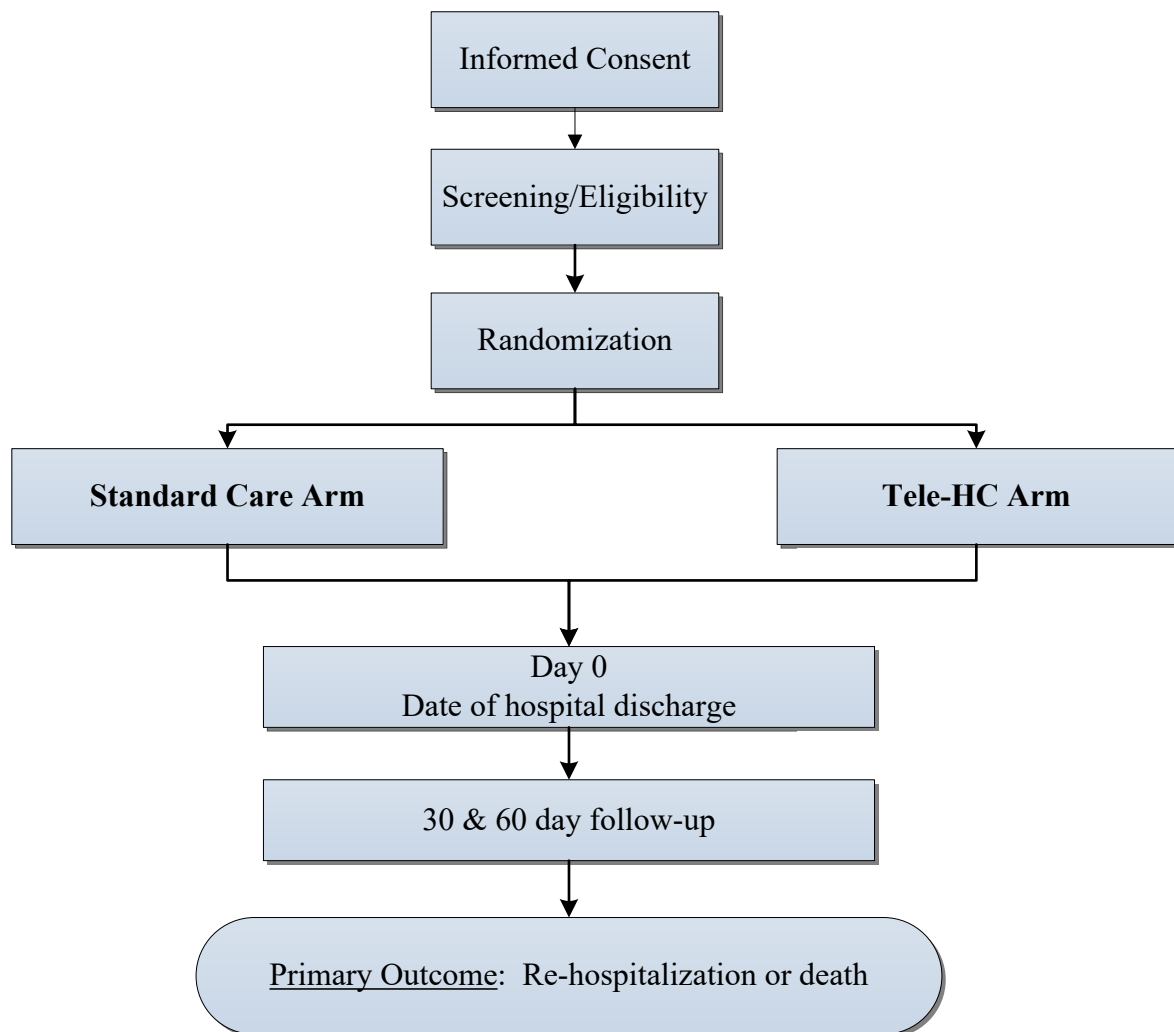 Informed Consent
Screening/Eligibility
Randomization
Standard Care Arm
Tele-HC Arm
Day 0
Date of hospital discharge
30 & 60 day follow-up
Primary Outcome:  Re-hospitalization or death